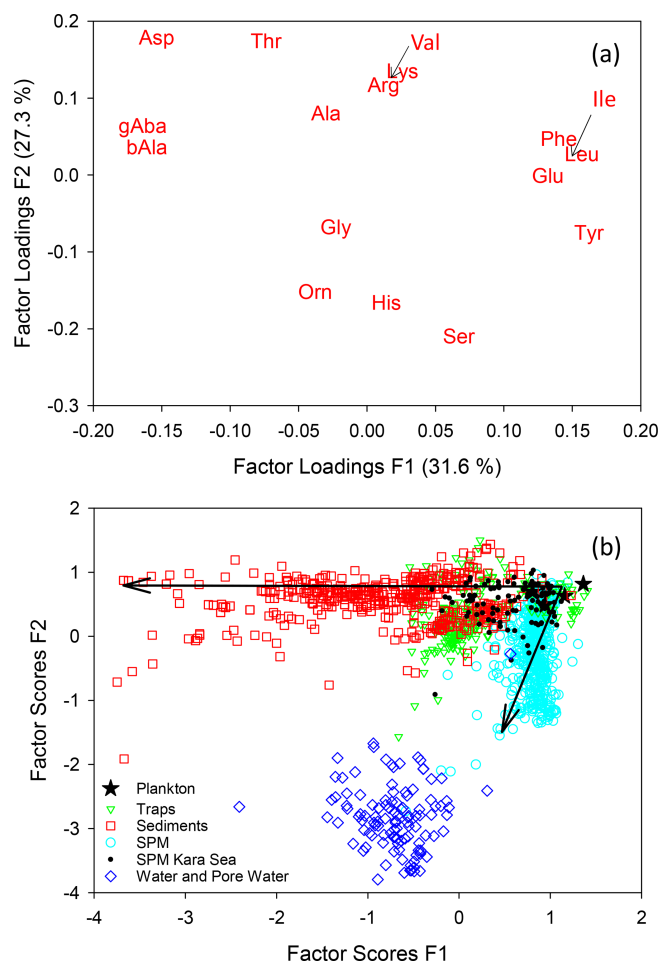 0.2
0.1
0.0
-0.1
-0.2
-0.3
Factor Loadings F2 (27.3 %)
Asp
Thr
Val
(a)
Lys
Arg
Ile
Ala
gAba
bAla
Phe
Leu
Glu
Gly
Tyr
Orn
His
Ser
-0.20 -0.15 -0.10 -0.05 0.00 0.05 0.10 0.15 0.20
Factor Loadings F1 (31.6 %)
2
1
0
-1
-2
-3
-4
Factor Scores F2
(b)
Plankton
Traps
Sediments
SPM
SPM Kara Sea
Water and Pore Water
-4 -3 -2 -1 0 1 2
Factor Scores F1